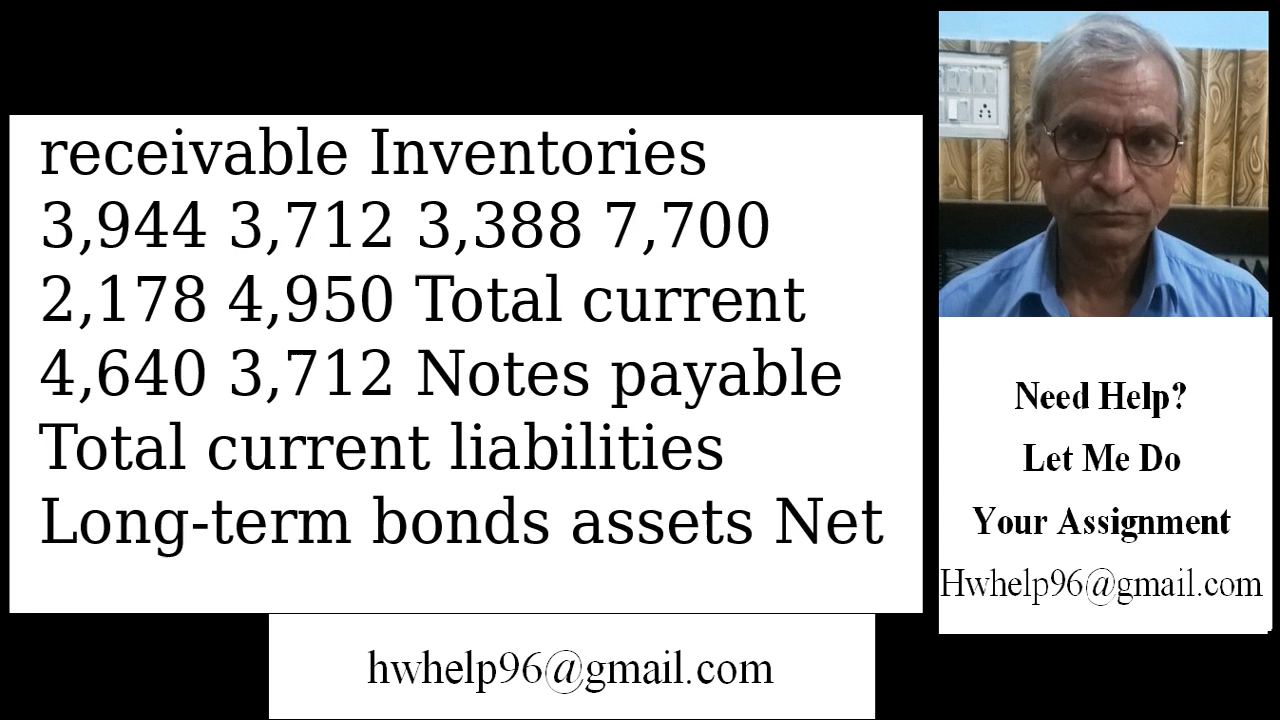 receivable Inventories
3,944 3,712 3,388 7,700
2,178 4,950 Total current
4,640 3,712 Notes payable
Total current liabilities
Long-term bonds assets Net
Need Help?
Let Me Do
Your Assignment
Hwhelp96@gmail.com
hwhelp96@gmail.com